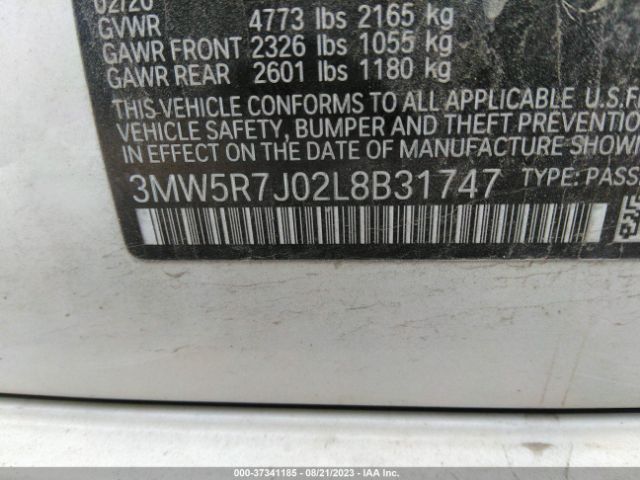 02/20
GVWR 4773 lbs 2165 kg
GAWR FRONT 2326 lbs 1055 kg
GAWR REAR 2601 lbs 1180 kg
THIS VEHICLE CONFORMS TO ALL APPLICABLE U.S.F
VEHICLE SAFETY, BUMPER AND THEFT PREVENTION
IN EFFECT ON THE DATE OF MANUFACTURE SHOWN
3MW5R7J02L8B31747 TYPE: PASS
000-37341185 - 08/21/2023 - IAA Inc.